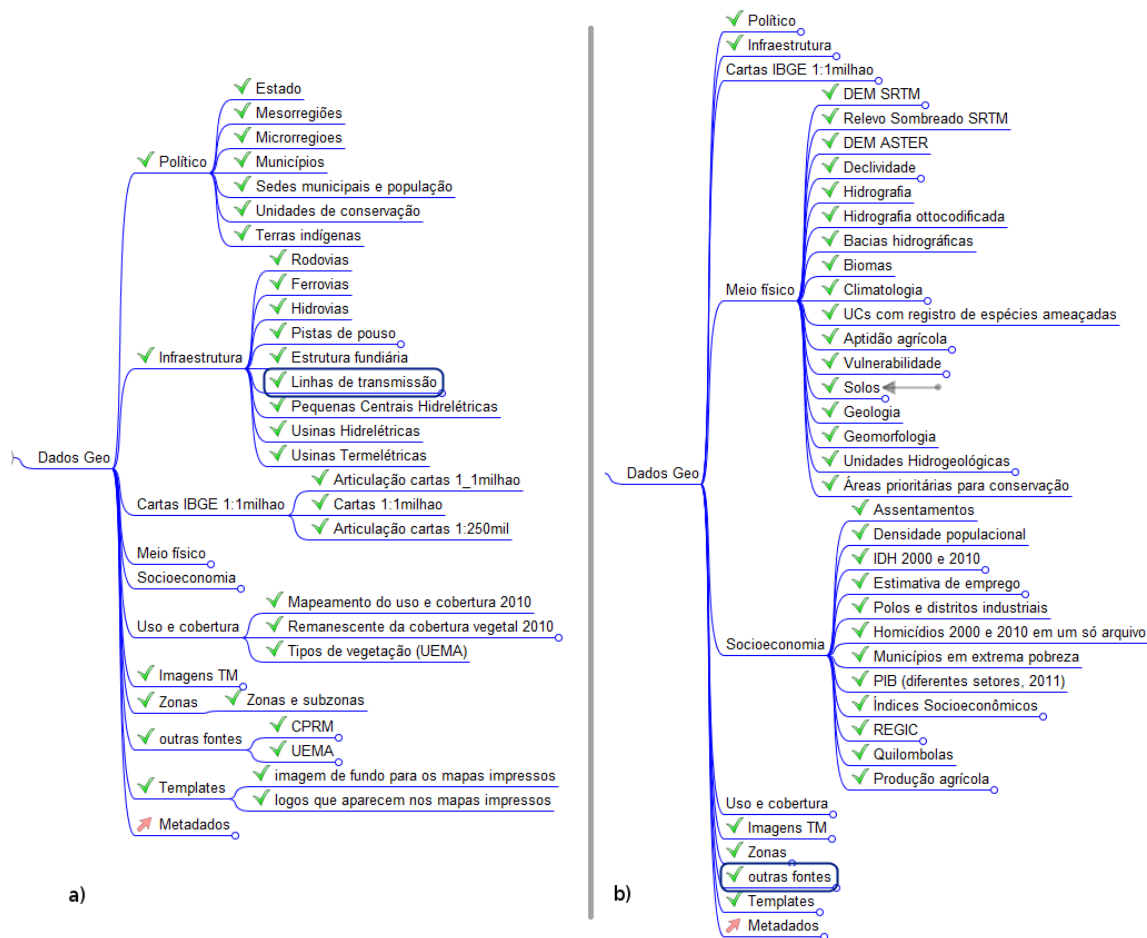 Dados Geo
Político
Estado
Mesorregiões
Microrregioes
Municípios
Sedes municipais e população
Unidades de conservação
Terras indígenas
Infraestrutura
Rodovias
Ferrovias
Hidrovias
Pistas de pouso
Estrutura fundiária
Linhas de transmissão
Pequenas Centrais Hidrelétricas
Usinas Hidrelétricas
Usinas Termelétricas
Cartas IBGE 1:1milhao
Articulação cartas 1_1milhao
Cartas 1:1milhao
Articulação cartas 1:250mil
Meio físico
Socioeconomia
Uso e cobertura
Mapeamento do uso e cobertura 2010
Remanescente da cobertura vegetal 2010
Tipos de vegetação (UEMA)
Imagens TM
Zonas
Zonas e subzonas
outras fontes
CPRM
UEMA
Templates
imagem de fundo para os mapas impressos
logos que aparecem nos mapas impressos
Metadados
a)
Dados Geo
Político
Infraestrutura
Cartas IBGE 1:1milhao
Meio físico
DEM SRTM
Relevo Sombreado SRTM
DEM ASTER
Declividade
Hidrografia
Hidrografia ottocodificada
Bacias hidrográficas
Biomas
Climatologia
UCs com registro de espécies ameaçadas
Aptidão agrícola
Vulnerabilidade
Solos
Geologia
Geomorfologia
Unidades Hidrogeológicas
Áreas prioritárias para conservação
Socioeconomia
Assentamentos
Densidade populacional
IDH 2000 e 2010
Estimativa de emprego
Polos e distritos industriais
Homicídios 2000 e 2010 em um só arquivo
Municípios em extrema pobreza
PIB (diferentes setores, 2011)
Índices Socioeconômicos
REGIC
Quilombolas
Produção agrícola
Uso e cobertura
Imagens TM
Zonas
outras fontes
Templates
Metadados
b)